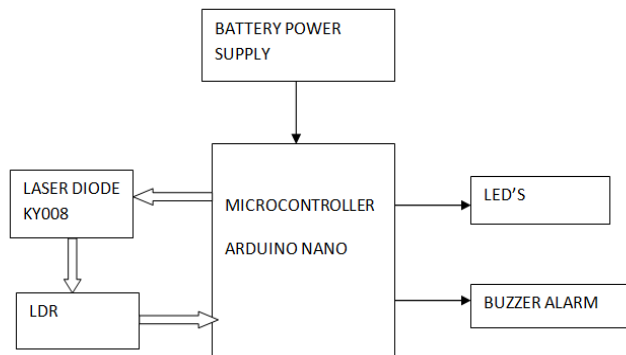 BATTERY POWER
SUPPLY
LASER DIODE
KY008
MICROCONTROLLER
ARDUINO NANO
LED'S
LDR
BUZZER ALARM